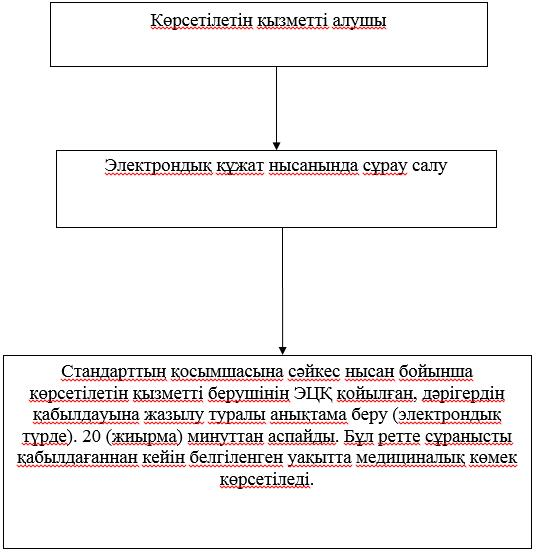 Көрсетілетін қызметті алушы
Электрондық құжат нысанында сұрау салу
Стандарттың қосымшасына сәйкес нысан бойынша
көрсетілетін қызметті берушінің ЭЦҚ қойылған, дәрігердің
қабылдауына жазылу туралы анықтама беру (электрондық
түрде). 20 (жиырма) минуттан аспайды. Бұл ретте сұранысты
қабылдағаннан кейін белгіленген уақытта медициналық көмек
көрсетіледі.